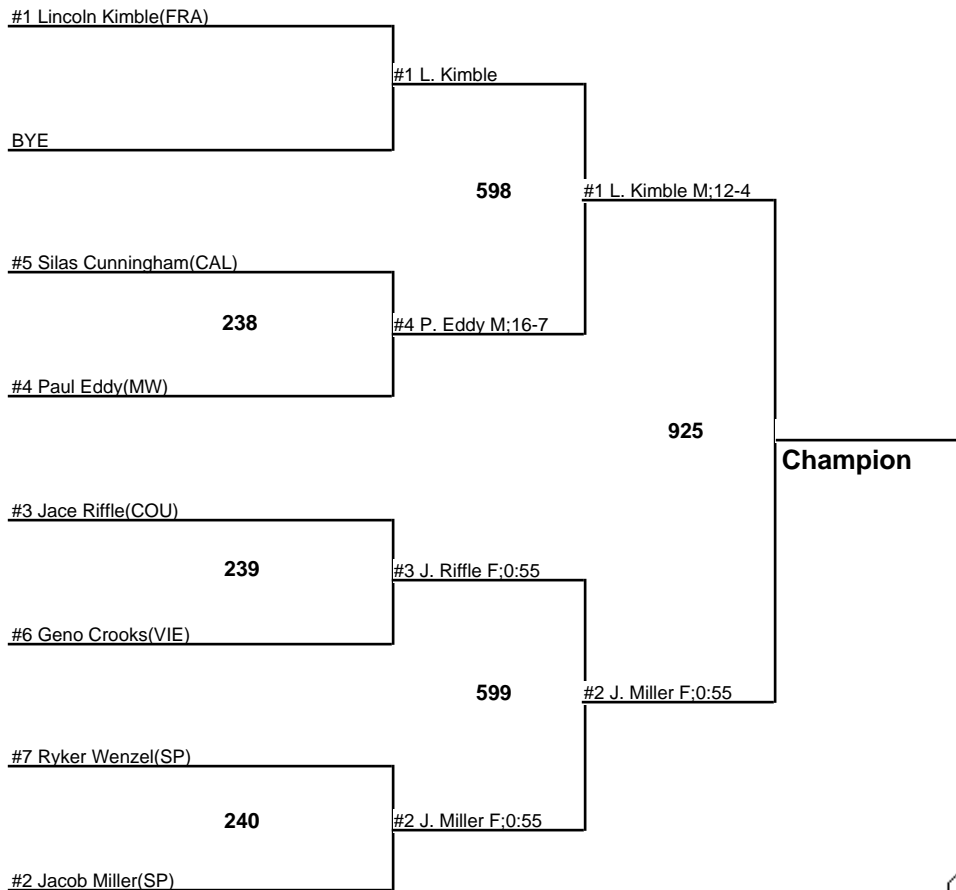 #1 Lincoln Kimble(FRA)
#1 L. Kimble
BYE
598
#1 L. Kimble M;12-4
#5 Silas Cunningham(CAL)
238
#4 P. Eddy M;16-7
#4 Paul Eddy(MW)
925
Champion
#3 Jace Riffle(COU)
239
#3 J. Riffle F;0:55
#6 Geno Crooks(VIE)
599
#2 J. Miller F;0:55
#7 Ryker Wenzel(SP)
240
#2 J. Miller F;0:55
#2 Jacob Miller(SP)